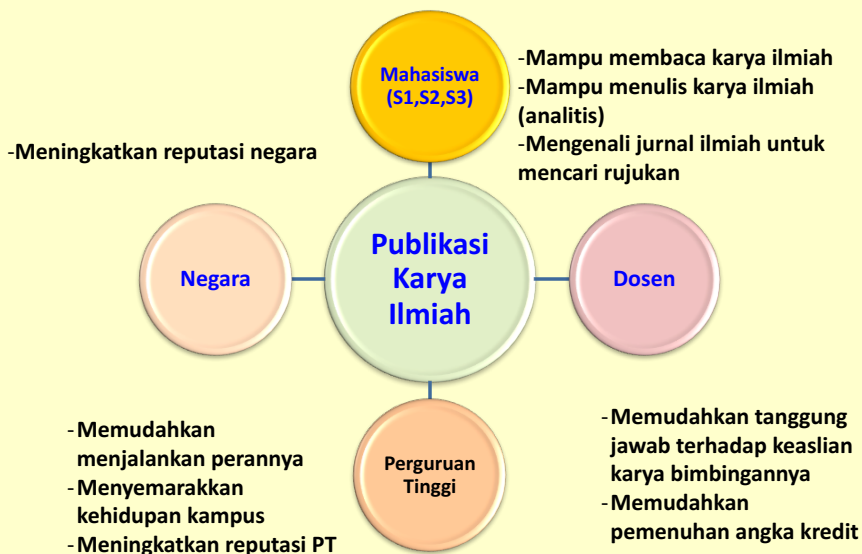 Mahasiswa
(S1,S2,S3)
-Mampu membaca karya ilmiah
-Mampu menulis karya ilmiah
(analitis)
-Mengenali jurnal ilmiah untuk
mencari rujukan
-Meningkatkan reputasi negara
Negara
Publikasi
Karya
Ilmiah
Dosen
-Memudahkan
menjalankan perannya
-Menyemarakkan
kehidupan kampus
-Meningkatkan reputasi PT
Perguruan
Tinggi
-Memudahkan tanggung
jawab terhadap keaslian
karya bimbingannya
-Memudahkan
pemenuhan angka kredit